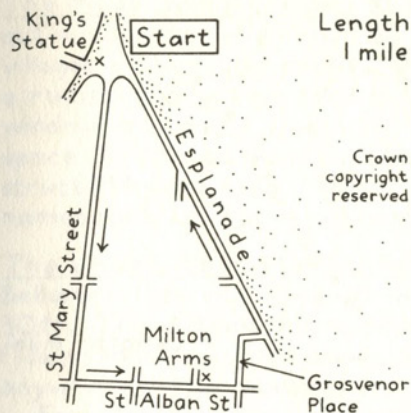 King's
Statue
Start
Length
1 mile
Esplanade
Crown
copyright
reserved
St Mary Street
Milton
Arms
St Alban St
Grosvenor
Place